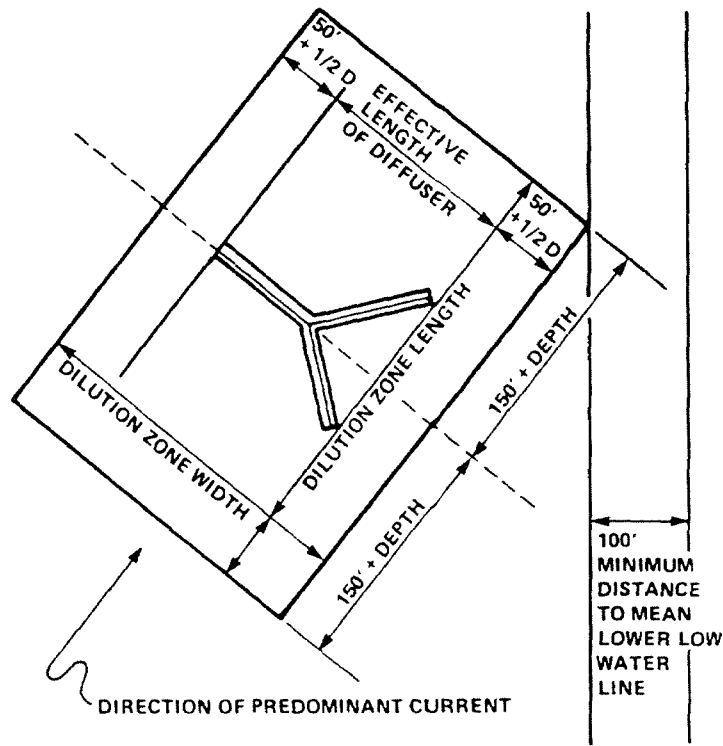 50'
+ 1/2 D
EFFECTIVE
LENGTH
OF DIFFUSER
50'
+1/2 D
DILUTION ZONE LENGTH
150' + DEPTH
DILUTION ZONE WIDTH
150' + DEPTH
100'
MINIMUM
DISTANCE
TO MEAN
LOWER LOW
WATER
LINE
DIRECTION OF PREDOMINANT CURRENT